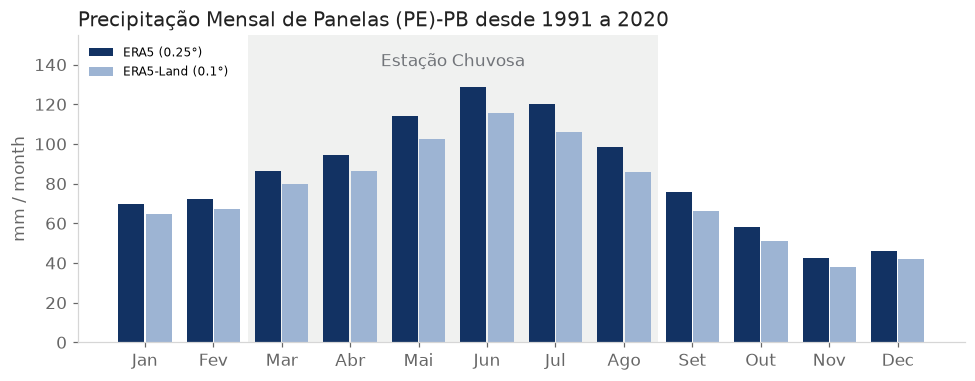 Precipitação Mensal de Panelas (PE)-PB desde 1991 a 2020
ERA5 (0.25°)
ERA5-Land (0.1°)
Estação Chuvosa
mm / month
140
120
100
80
60
40
20
0
Jan Fev Mar Abr Mai Jun Jul Ago Set Out Nov Dec